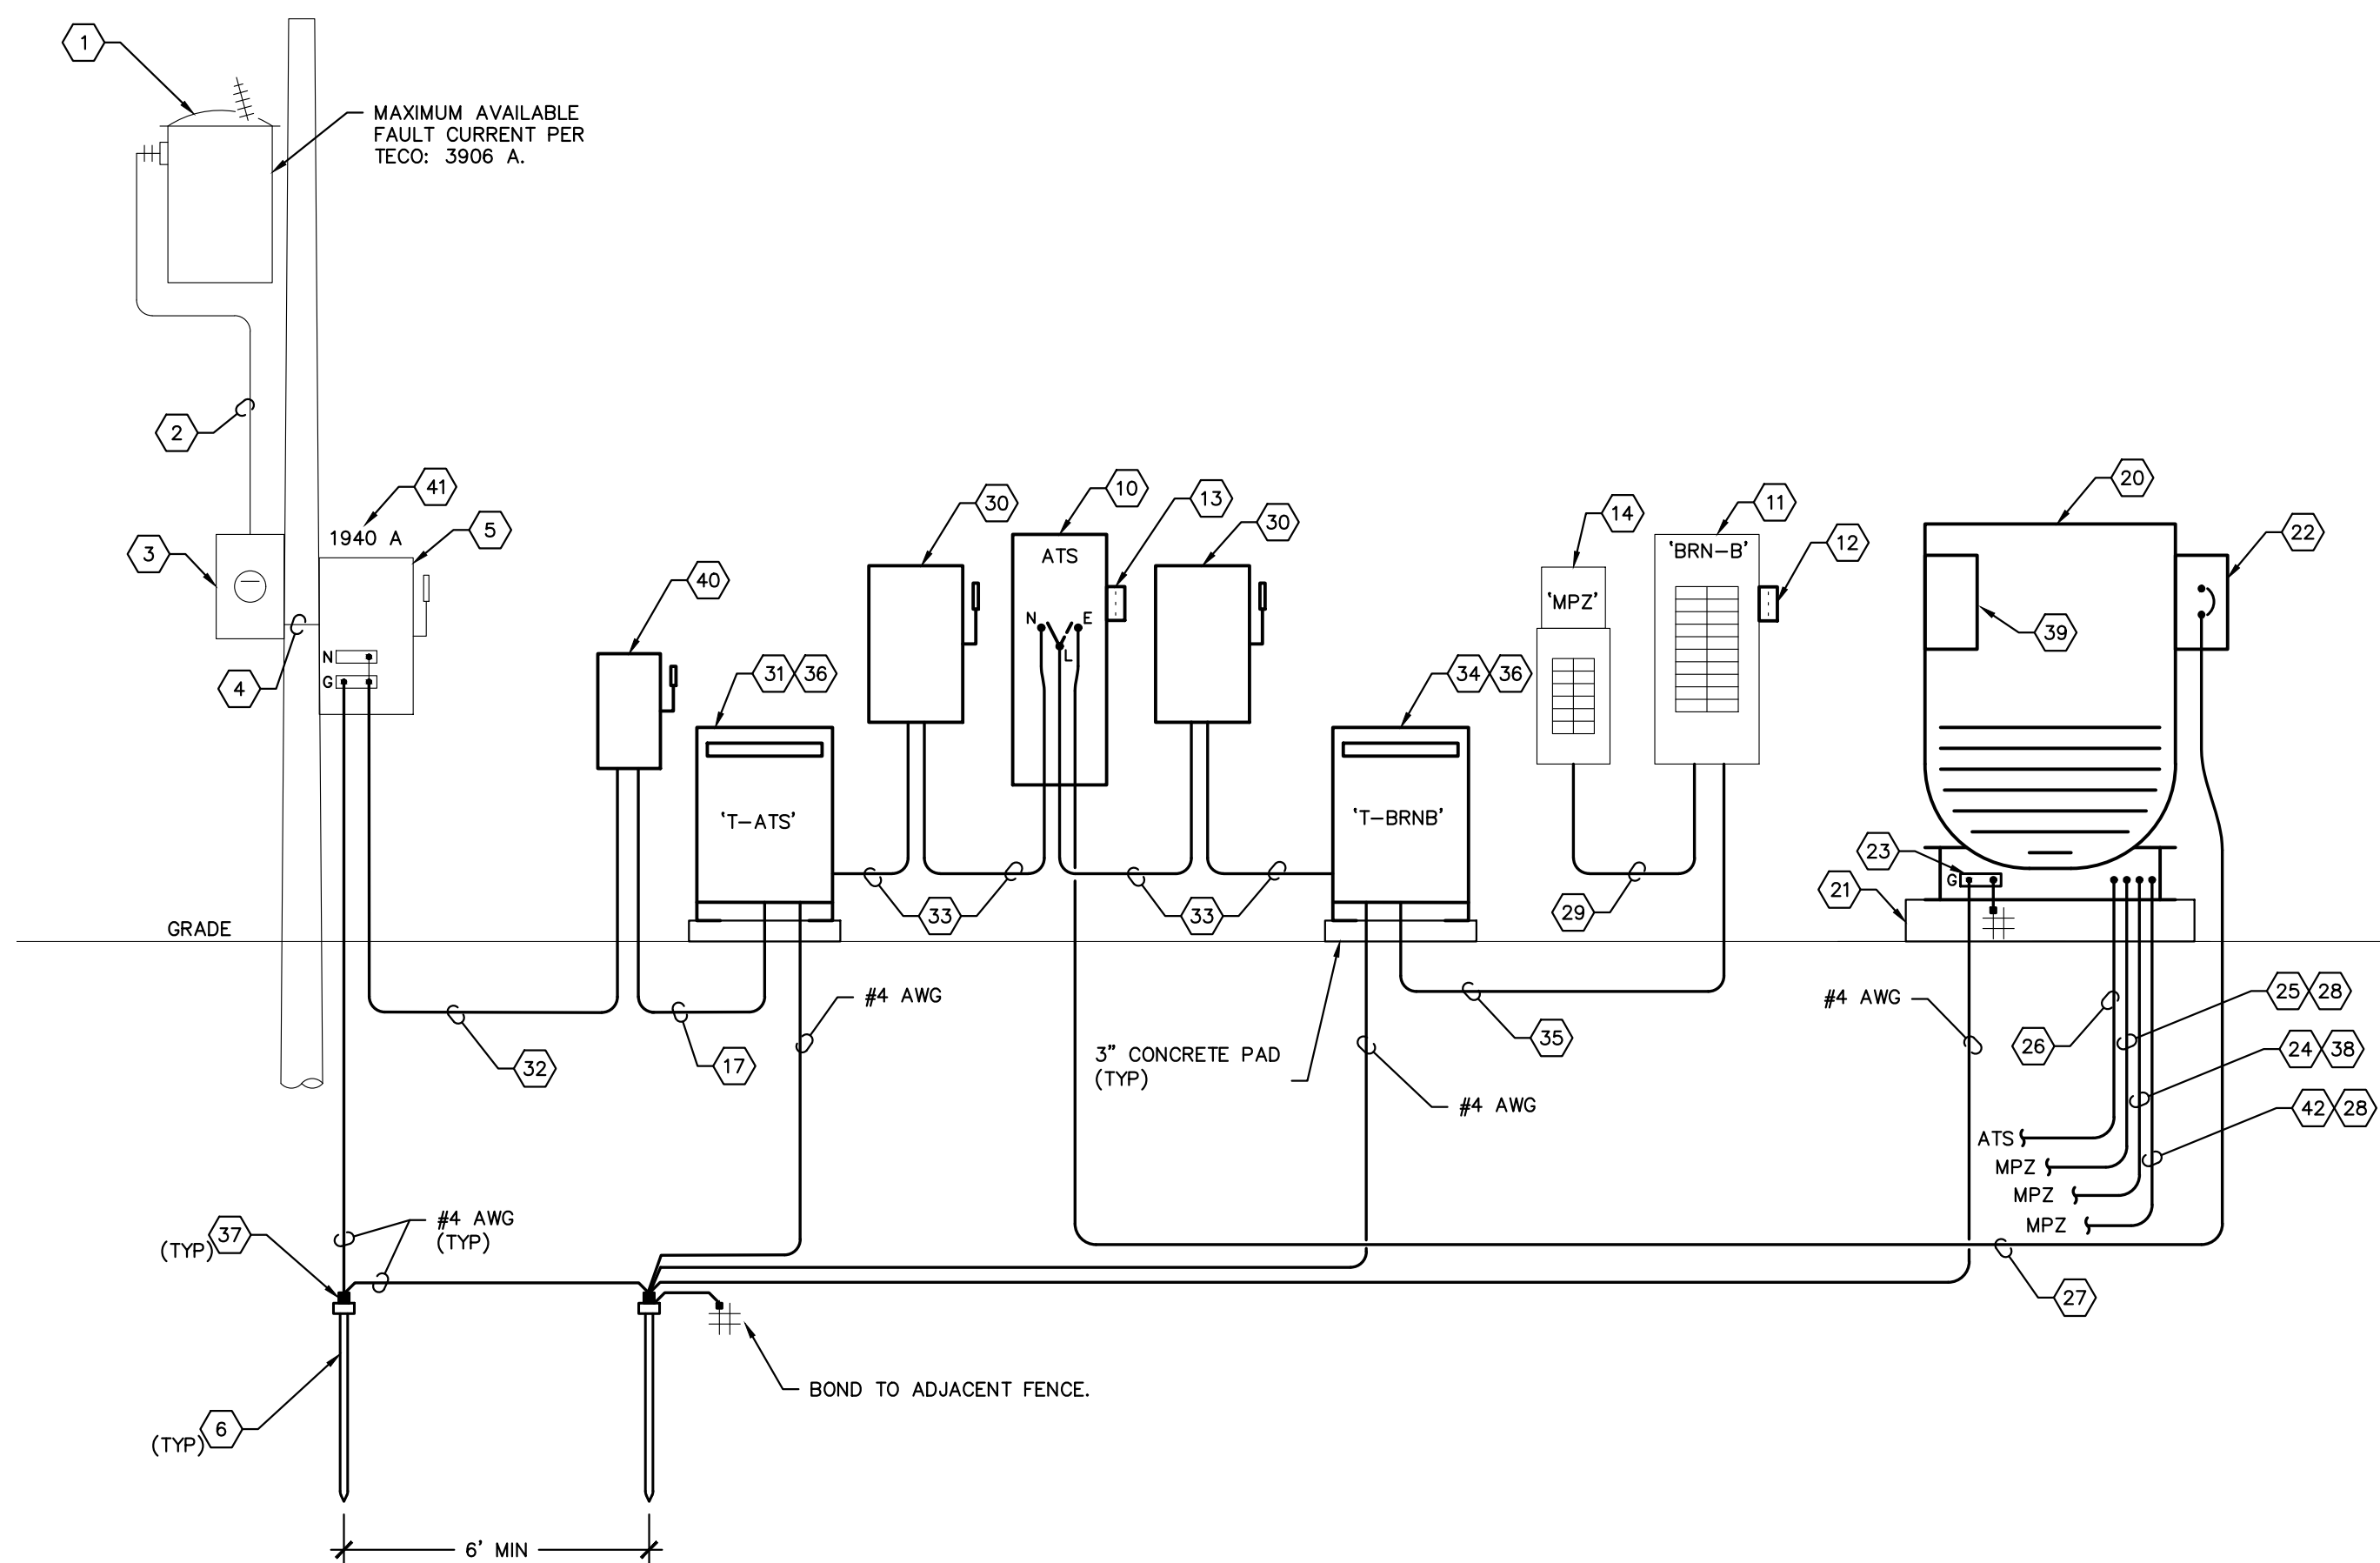 1
MAXIMUM AVAILABLE
FAULT CURRENT PER
TECO: 3906 A.
2
41
1940 A
5
3
4
N
G
40
31 36
'T-ATS'
30
10
ATS
13
N
E
L
30
34 36
'T-BRNB'
14
'MPZ'
11
'BRN-B'
12
20
22
39
23
G
21
33
33
29
GRADE
#4 AWG
32
17
3" CONCRETE PAD
(TYP)
35
#4 AWG
#4 AWG
26
25 28
24 38
42 28
ATS
MPZ
MPZ
MPZ
(TYP) 37
#4 AWG
(TYP)
27
(TYP) 6
BOND TO ADJACENT FENCE.
6' MIN